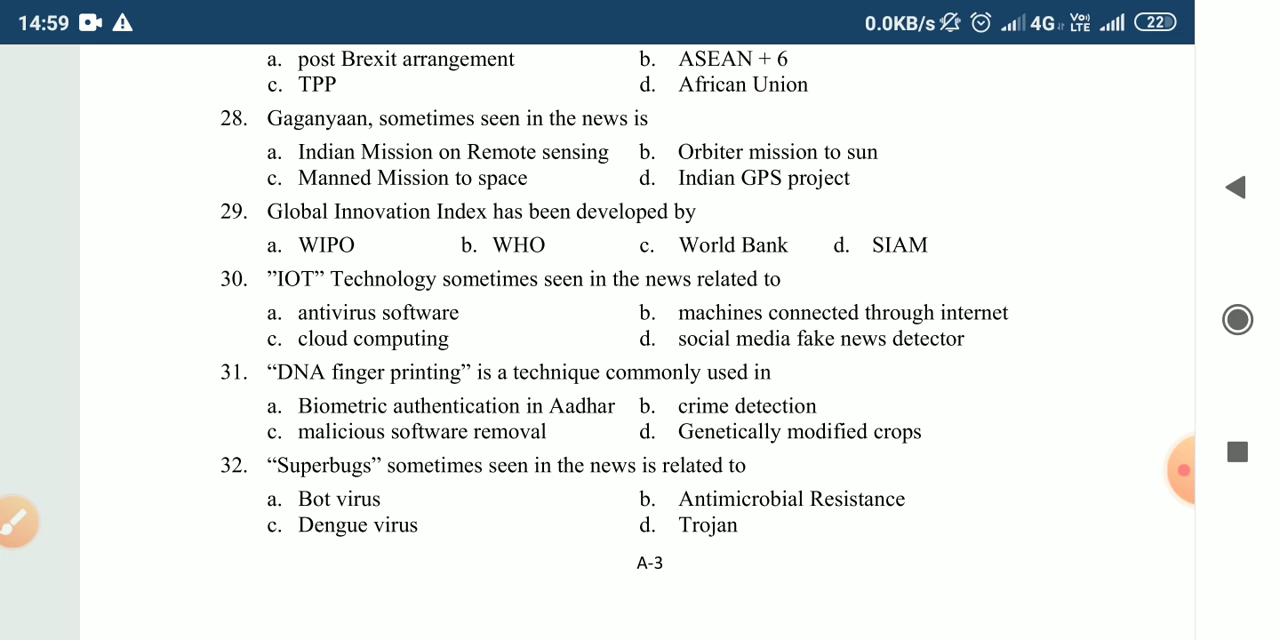 14:59 0.0KB/s 4G Vo) LTE 22
a. post Brexit arrangement b. ASEAN + 6
c. TPP d. African Union
28. Gaganyaan, sometimes seen in the news is
a. Indian Mission on Remote sensing b. Orbiter mission to sun
c. Manned Mission to space d. Indian GPS project
29. Global Innovation Index has been developed by
a. WIPO b. WHO c. World Bank d. SIAM
30. ”IOT” Technology sometimes seen in the news related to
a. antivirus software b. machines connected through internet
c. cloud computing d. social media fake news detector
31. “DNA finger printing” is a technique commonly used in
a. Biometric authentication in Aadhar b. crime detection
c. malicious software removal d. Genetically modified crops
32. “Superbugs” sometimes seen in the news is related to
a. Bot virus b. Antimicrobial Resistance
c. Dengue virus d. Trojan
A-3